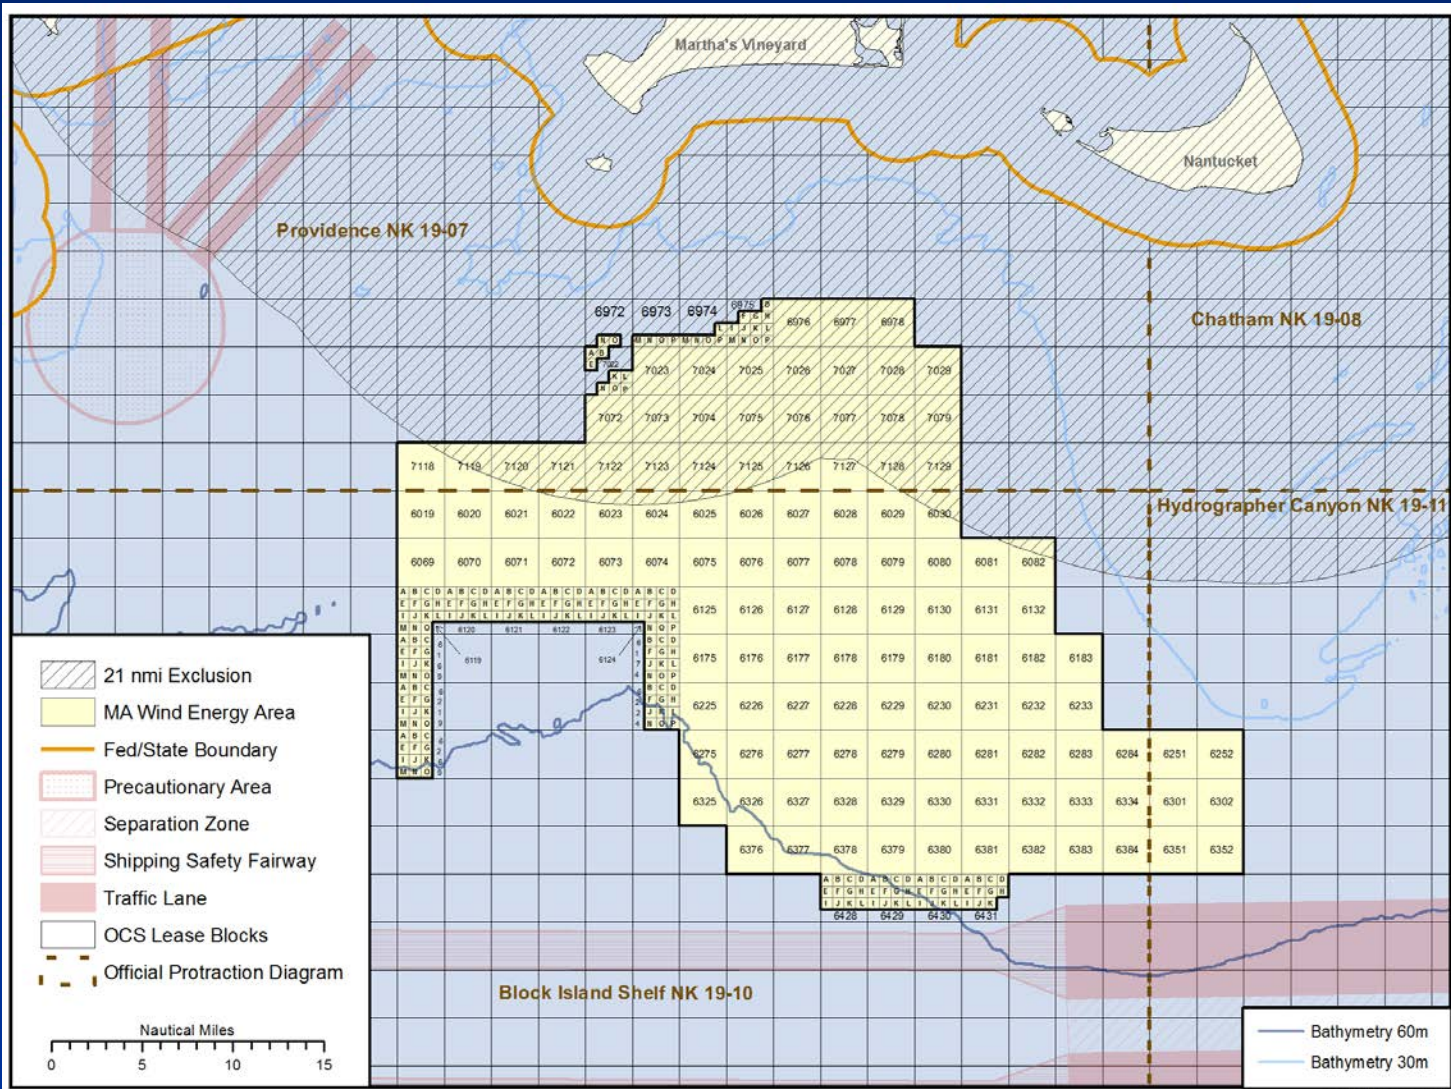 Martha's Vineyard
Nantucket
Providence NK 19-07
Chatham NK 19-08
6972 6973 6974 6975 B
F G H
L I J K L
N O M N O P M N O P M N O P
6976 6977 6978
A B
E 7022
K L
N O P
7023 7024 7025 7026 7027 7028 7029
7072 7073 7074 7075 7076 7077 7078 7079
7118 7119 7120 7121 7122 7123 7124 7125 7126 7127 7128 7129
Hydrographer Canyon NK 19-11
6019 6020 6021 6022 6023 6024 6025 6026 6027 6028 6029 6030
6069 6070 6071 6072 6073 6074 6075 6076 6077 6078 6079 6080 6081 6082
A B C D A B C D A B C D A B C D A B C D A B C D
E F G H E F G H E F G H E F G H E F G H E F G H
I J K L I J K L I J K L I J K L I J K L I J K L
6125 6126 6127 6128 6129 6130 6131 6132
M N O 6120 6121 6122 6123 N O P
A B C B C D
E F G F G H
I J K J K L
M N O N O P
6119 6124
6169 6174
6175 6176 6177 6178 6179 6180 6181 6182 6183
A B C B C D
E F G F G H
I J K J K L
M N O N O P
6219 6224
6225 6226 6227 6228 6229 6230 6231 6232 6233
A B C
E F G
I J K
M N O
6269
6275 6276 6277 6278 6279 6280 6281 6282 6283 6284 6251 6252
6325 6326 6327 6328 6329 6330 6331 6332 6333 6334 6301 6302
6376 6377 6378 6379 6380 6381 6382 6383 6384 6351 6352
A B C D A B C D A B C D A B C D
E F G H E F G H E F G H E F G H
I J K L I J K L I J K L I J K
6428 6429 6430 6431
Block Island Shelf NK 19-10
21 nmi Exclusion
MA Wind Energy Area
Fed/State Boundary
Precautionary Area
Separation Zone
Shipping Safety Fairway
Traffic Lane
OCS Lease Blocks
Official Protraction Diagram
Nautical Miles
0 5 10 15
Bathymetry 60m
Bathymetry 30m